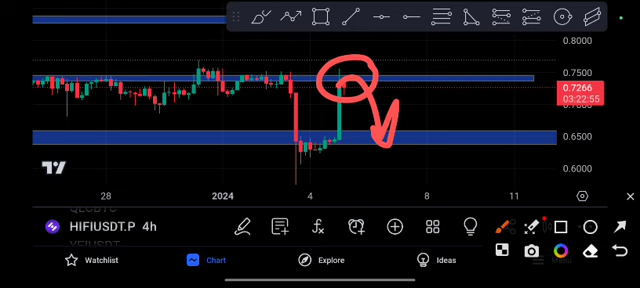 0.8000
0.7500
0.7266
03:22:55
0.6500
0.6000
28
2024
4
8
11
HIFIUSDT.P 4h
Watchlist
Chart
Explore
Ideas